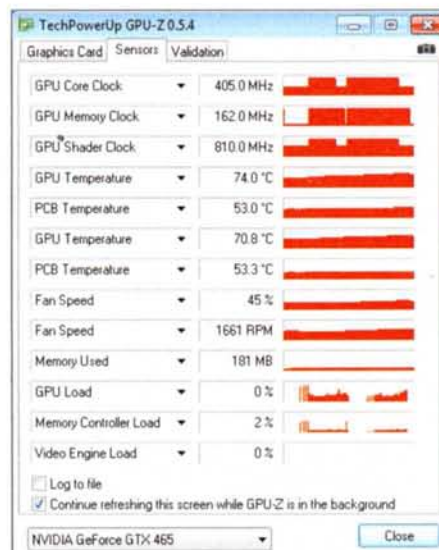 TechPowerUp GPU-Z 0.5.4
Graphics Card Sensors Validation
GPU Core Clock 405.0 MHz
GPU Memory Clock 162.0 MHz
GPU Shader Clock 810.0 MHz
GPU Temperature 74.0 °C
PCB Temperature 53.0 °C
GPU Temperature 70.8 °C
PCB Temperature 53.3 °C
Fan Speed 45 %
Fan Speed 1661 RPM
Memory Used 181 MB
GPU Load 0 %
Memory Controller Load 2 %
Video Engine Load 0 %
Log to file
Continue refreshing this screen while GPU-Z is in the background
NVIDIA GeForce GTX 465 Close